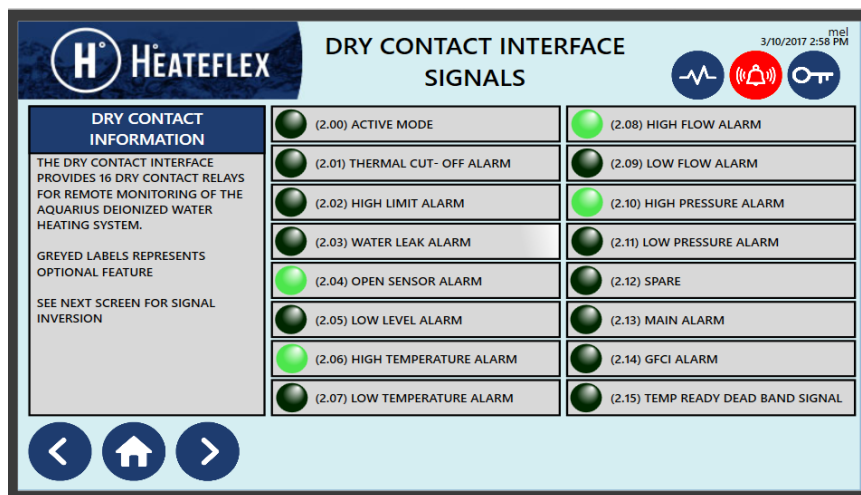 H°
HEATEFLEX
DRY CONTACT INTERFACE
SIGNALS
mel
3/10/2017 2:58 PM
DRY CONTACT
INFORMATION
THE DRY CONTACT INTERFACE
PROVIDES 16 DRY CONTACT RELAYS
FOR REMOTE MONITORING OF THE
AQUARIUS DEIONIZED WATER
HEATING SYSTEM.
GREYED LABELS REPRESENTS
OPTIONAL FEATURE
SEE NEXT SCREEN FOR SIGNAL
INVERSION
(2.00) ACTIVE MODE
(2.01) THERMAL CUT- OFF ALARM
(2.02) HIGH LIMIT ALARM
(2.03) WATER LEAK ALARM
(2.04) OPEN SENSOR ALARM
(2.05) LOW LEVEL ALARM
(2.06) HIGH TEMPERATURE ALARM
(2.07) LOW TEMPERATURE ALARM
(2.08) HIGH FLOW ALARM
(2.09) LOW FLOW ALARM
(2.10) HIGH PRESSURE ALARM
(2.11) LOW PRESSURE ALARM
(2.12) SPARE
(2.13) MAIN ALARM
(2.14) GFCI ALARM
(2.15) TEMP READY DEAD BAND SIGNAL